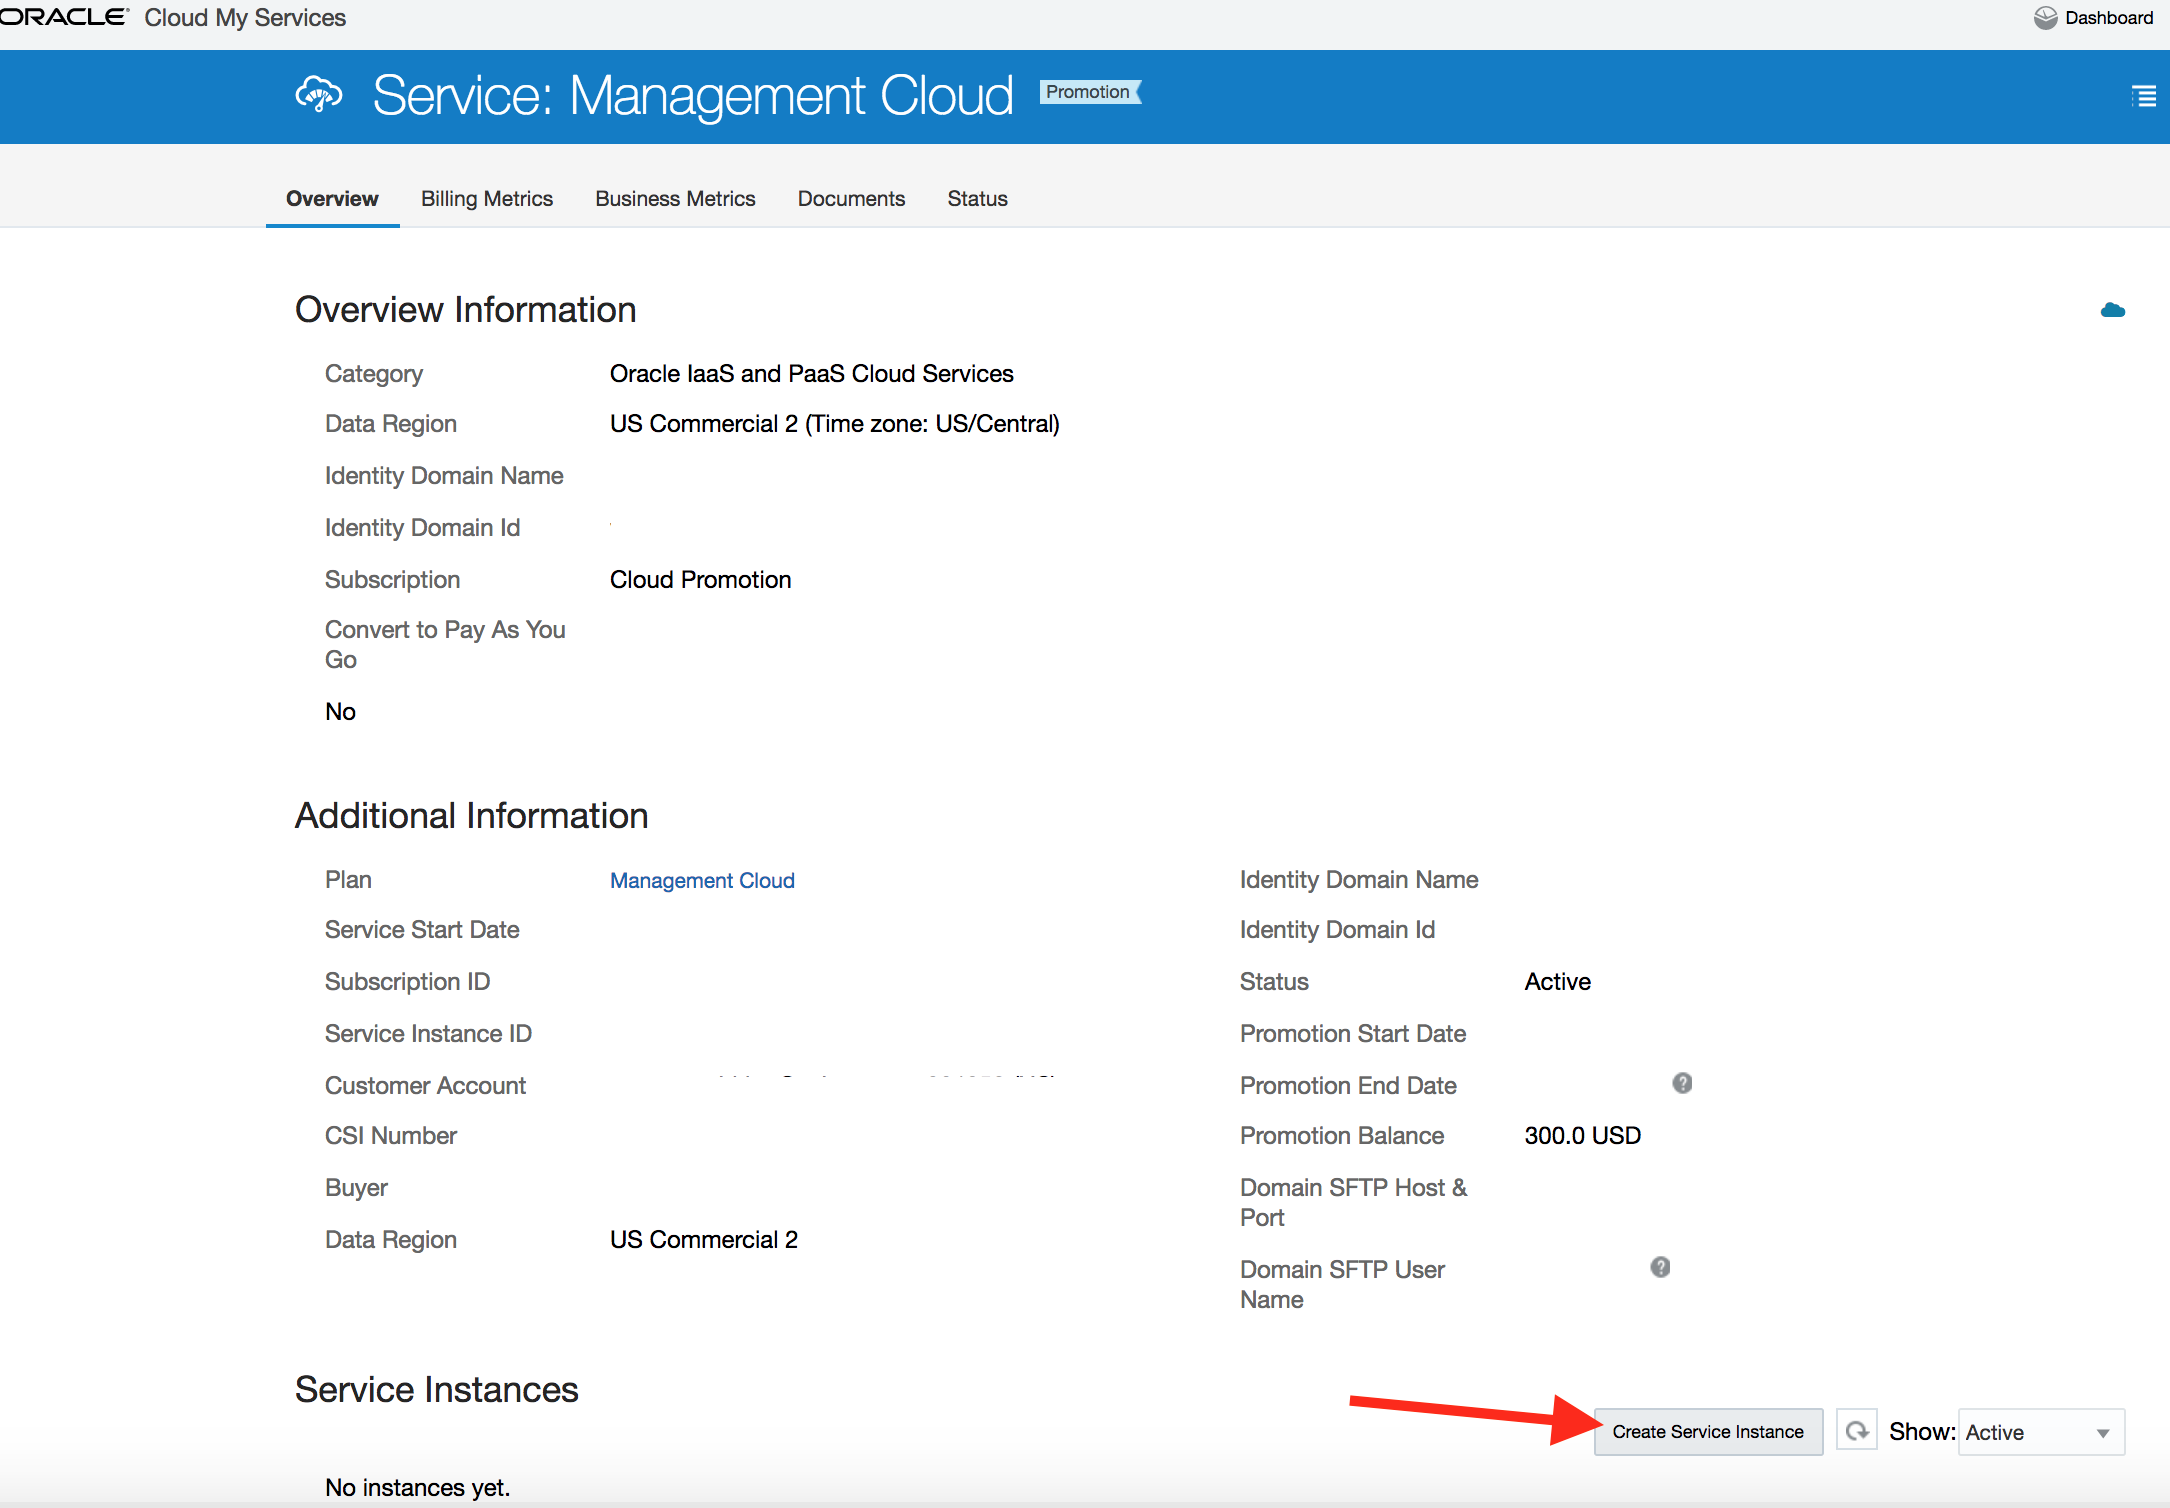 ORACLE® Cloud My Services
Dashboard
Service: Management Cloud
Promotion
Overview
Billing Metrics
Business Metrics
Documents
Status
Overview Information
Category
Oracle IaaS and PaaS Cloud Services
Data Region
US Commercial 2 (Time zone: US/Central)
Identity Domain Name
Identity Domain Id
Subscription
Cloud Promotion
Convert to Pay As You
Go
No
Additional Information
Plan
Management Cloud
Service Start Date
Subscription ID
Service Instance ID
Customer Account
CSI Number
Buyer
Data Region
US Commercial 2
Identity Domain Name
Identity Domain Id
Status
Active
Promotion Start Date
Promotion End Date
?
Promotion Balance
300.0 USD
Domain SFTP Host &
Port
Domain SFTP User
Name
?
Service Instances
Create Service Instance
Show:
Active
No instances yet.